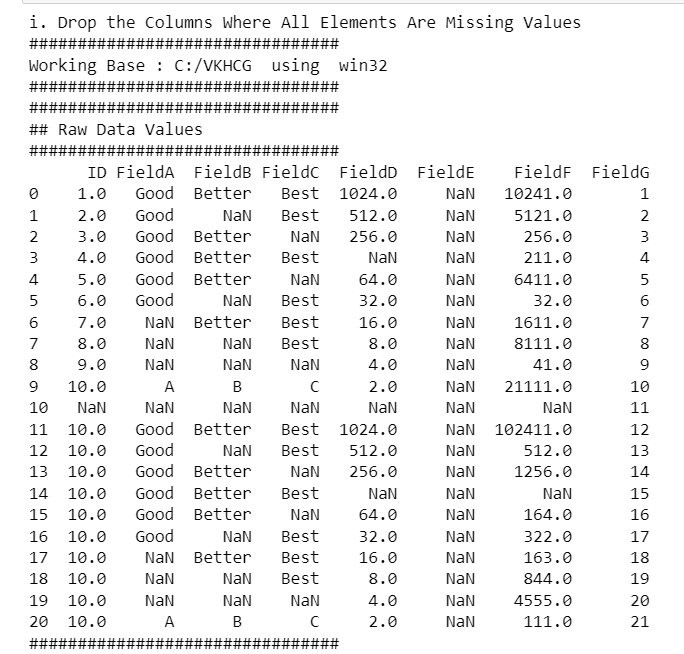 i. Drop the Columns Where All Elements Are Missing Values
################################
Working Base : C:/VKHCG  using  win32
################################
################################
## Raw Data Values
################################
      ID FieldA  FieldB FieldC  FieldD  FieldE    FieldF  FieldG
0    1.0   Good  Better   Best  1024.0     NaN   10241.0       1
1    2.0   Good     NaN   Best   512.0     NaN    5121.0       2
2    3.0   Good  Better    NaN   256.0     NaN     256.0       3
3    4.0   Good  Better   Best     NaN     NaN     211.0       4
4    5.0   Good  Better    NaN    64.0     NaN    6411.0       5
5    6.0   Good     NaN   Best    32.0     NaN      32.0       6
6    7.0    NaN  Better   Best    16.0     NaN    1611.0       7
7    8.0    NaN     NaN   Best     8.0     NaN    8111.0       8
8    9.0    NaN     NaN    NaN     4.0     NaN      41.0       9
9   10.0      A       B      C     2.0     NaN   21111.0      10
10   NaN    NaN     NaN    NaN     NaN     NaN       NaN      11
11  10.0   Good  Better   Best  1024.0     NaN  102411.0      12
12  10.0   Good     NaN   Best   512.0     NaN     512.0      13
13  10.0   Good  Better    NaN   256.0     NaN    1256.0      14
14  10.0   Good  Better   Best     NaN     NaN       NaN      15
15  10.0   Good  Better    NaN    64.0     NaN     164.0      16
16  10.0   Good     NaN   Best    32.0     NaN     322.0      17
17  10.0    NaN  Better   Best    16.0     NaN     163.0      18
18  10.0    NaN     NaN   Best     8.0     NaN     844.0      19
19  10.0    NaN     NaN    NaN     4.0     NaN    4555.0      20
20  10.0      A       B      C     2.0     NaN     111.0      21
################################